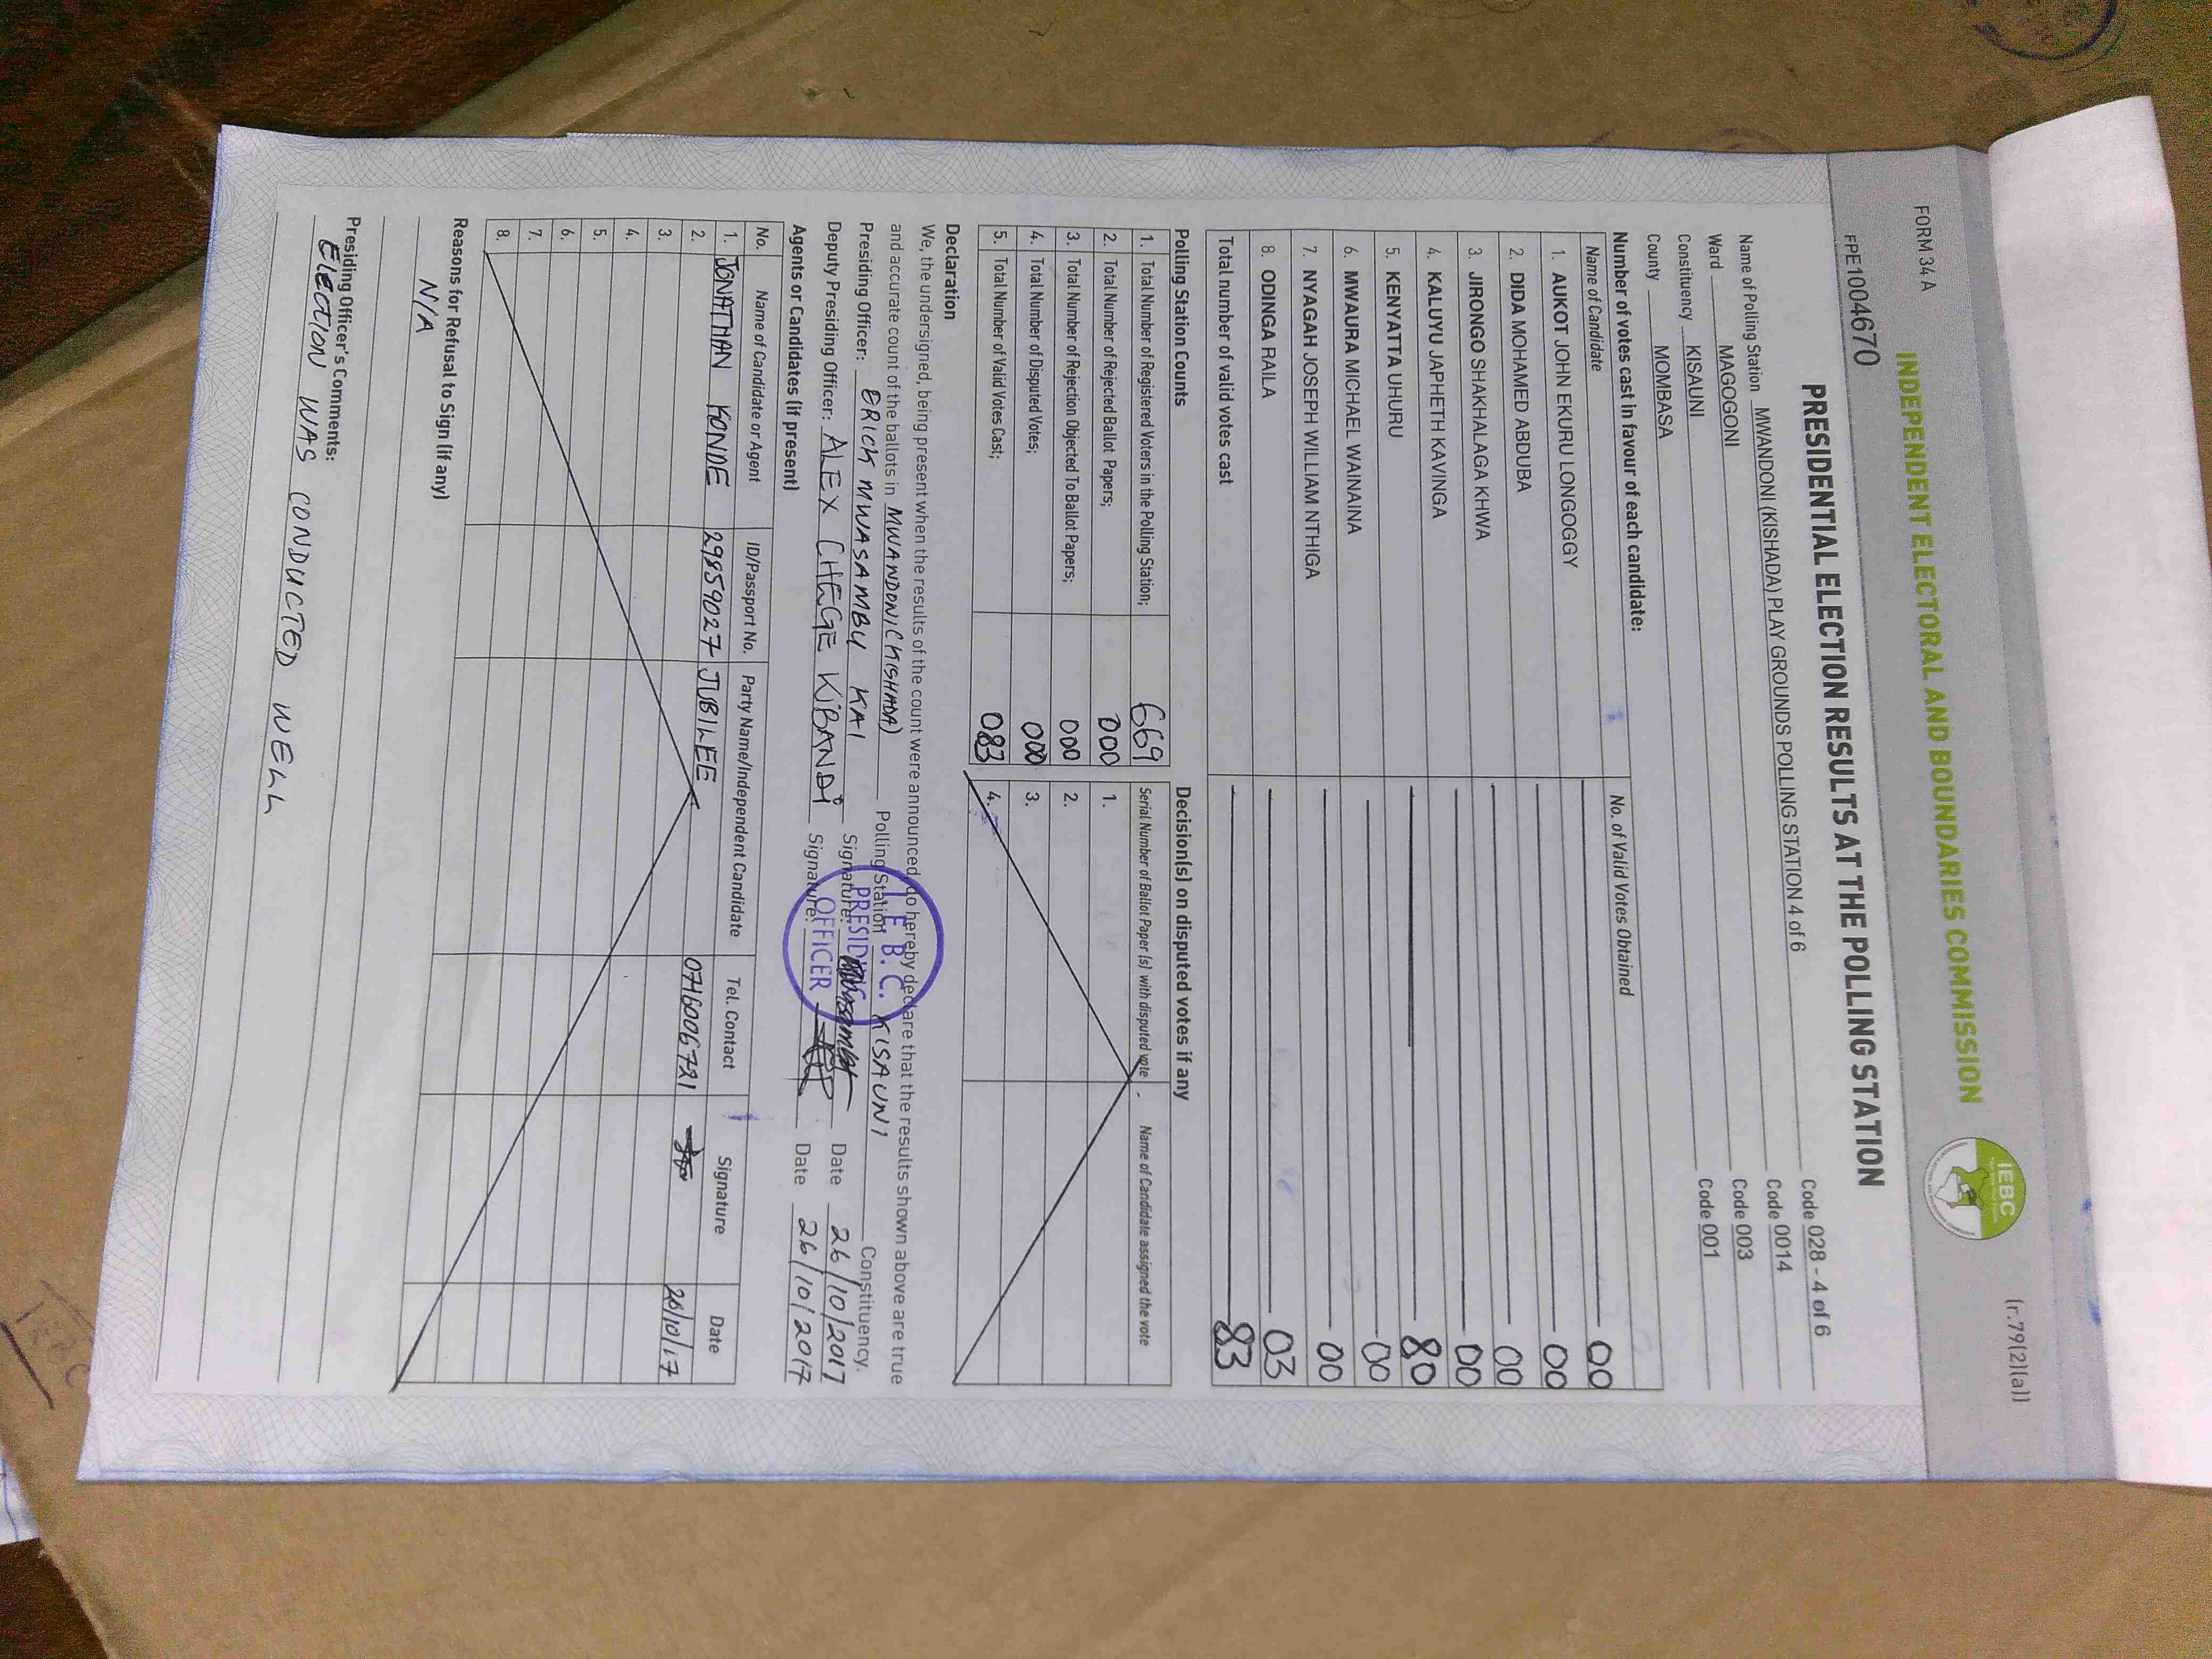 FORM 34A
(r.79(2)(a))
INDEPENDENT ELECTORAL AND BOUNDARIES COMMISSION
IEBC
FPE1004670
PRESIDENTIAL ELECTION RESULTS AT THE POLLING STATION
Name of Polling Station MWANDONI (KISHADA) PLAY GROUNDS POLLING STATION 4 of 6 Code 028 - 4 of 6
Ward MAGOGONI Code 0014
Constituency KISAUNI Code 003
County MOMBASA Code 001
Number of votes cast in favour of each candidate:
Name of Candidate No. of Valid Votes Obtained
1. AUKOT JOHN EKURU LONGOGGY 00
2. DIDA MOHAMED ABDUBA 00
3. JIRONGO SHAKHALAGA KHWA 00
4. KALUYU JAPHETH KAVINGA 00
5. KENYATTA UHURU 80
6. MWAURA MICHAEL WAINAINA 00
7. NYAGAH JOSEPH WILLIAM NTHIGA 00
8. ODINGA RAILA 03
Total number of valid votes cast 83
Polling Station Counts
1. Total Number of Registered Voters in the Polling Station; 669
2. Total Number of Rejected Ballot Papers; 000
3. Total Number of Rejection Objected To Ballot Papers; 000
4. Total Number of Disputed Votes; 000
5. Total Number of Valid Votes Cast; 083
Decision(s) on disputed votes if any
Serial Number of Ballot Paper (s) with disputed vote Name of Candidate assigned the vote
1.
2.
3.
4.
Declaration
We, the undersigned, being present when the results of the count were announced, do hereby declare that the results shown above are true
and accurate count of the ballots in MWANDONI (KISHADA) Polling Station KISAUNI Constituency.
Presiding Officer: ERICK MWASAMBU KAI Signature: Date 26/10/2017
Deputy Presiding Officer: ALEX CHEGE KIBANDI Signature: Date 26/10/2017
I. E. B. C.
PRESIDING
OFFICER
Agents or Candidates (if present)
No. Name of Candidate or Agent ID/Passport No. Party Name/Independent Candidate Tel. Contact Signature Date
1. JONATHAN KONDE 29859027 JUBILEE 0716006721 26/10/17
2.
3.
4.
5.
6.
7.
8.
Reasons for Refusal to Sign (if any)
N/A
Presiding Officer's Comments:
ELECTION WAS CONDUCTED WELL